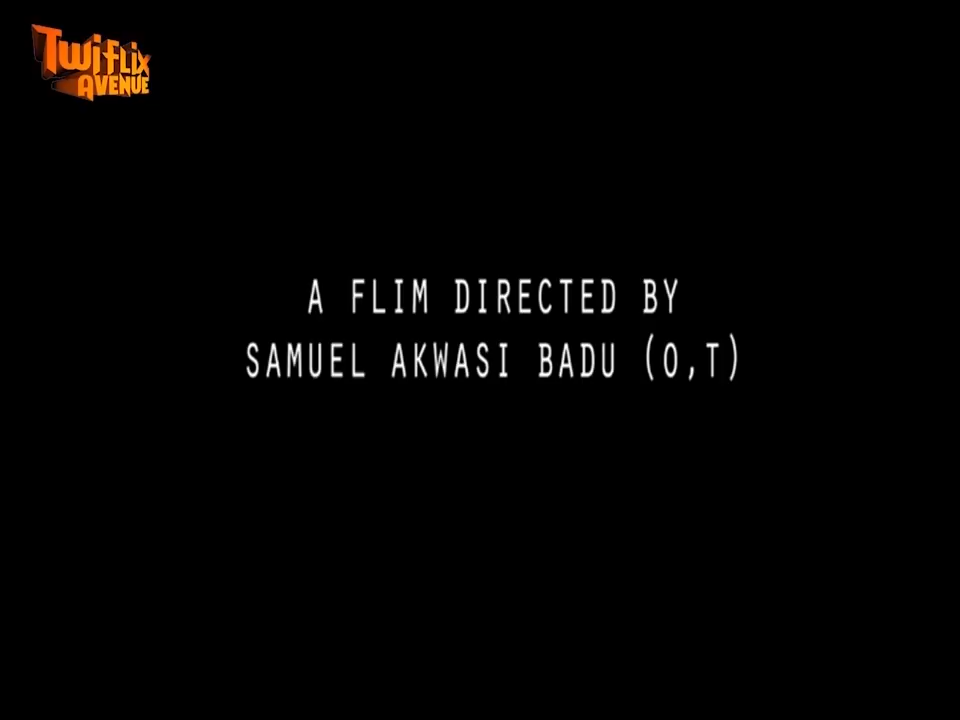 TWIFLIX
AVENUE
A FLIM DIRECTED BY
SAMUEL AKWASI BADU (O,T)